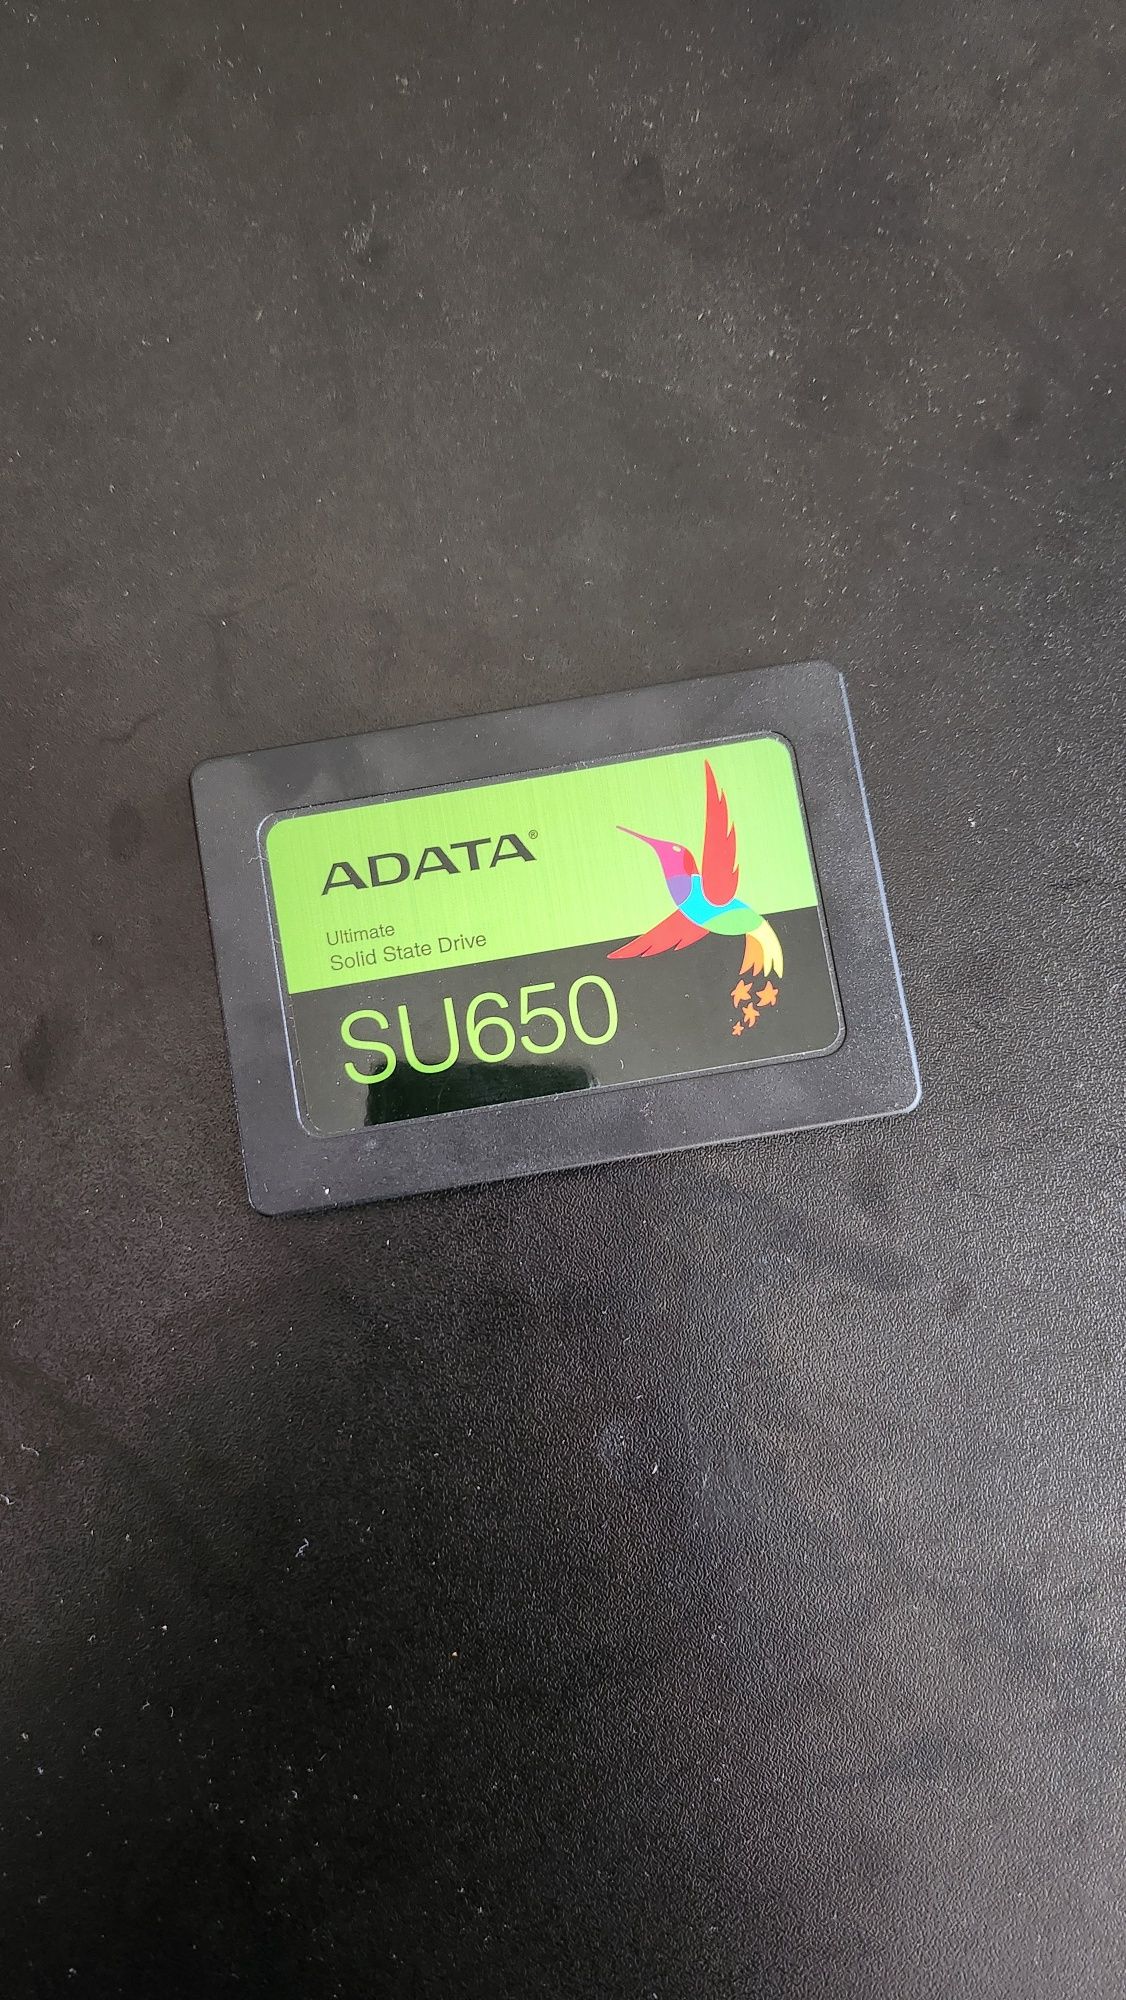 ADATA®
Ultimate
Solid State Drive
SU650